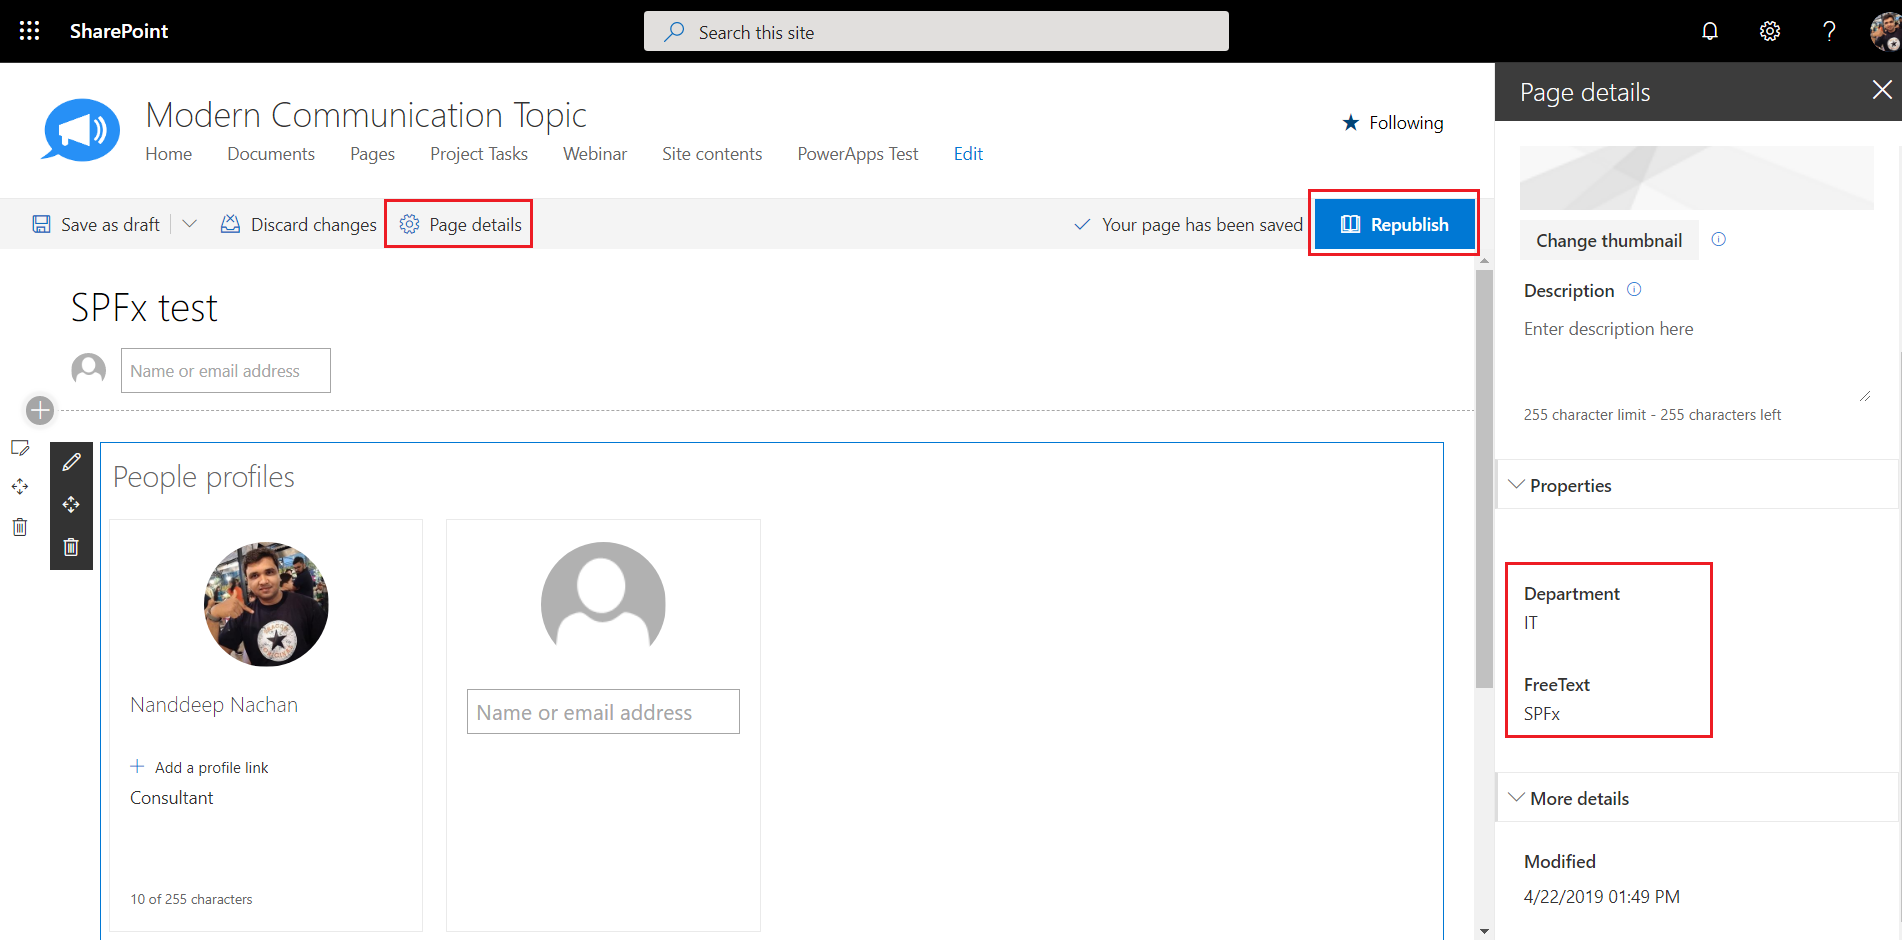 SharePoint
Search this site
?
Modern Communication Topic
Home Documents Pages Project Tasks Webinar Site contents PowerApps Test Edit
Following
Save as draft Discard changes Page details
Your page has been saved Republish
SPFx test
Name or email address
People profiles
Nanddeep Nachan
Add a profile link
Consultant
10 of 255 characters
Name or email address
Page details
Change thumbnail
Description
Enter description here
255 character limit - 255 characters left
Properties
Department
IT
FreeText
SPFx
More details
Modified
4/22/2019 01:49 PM